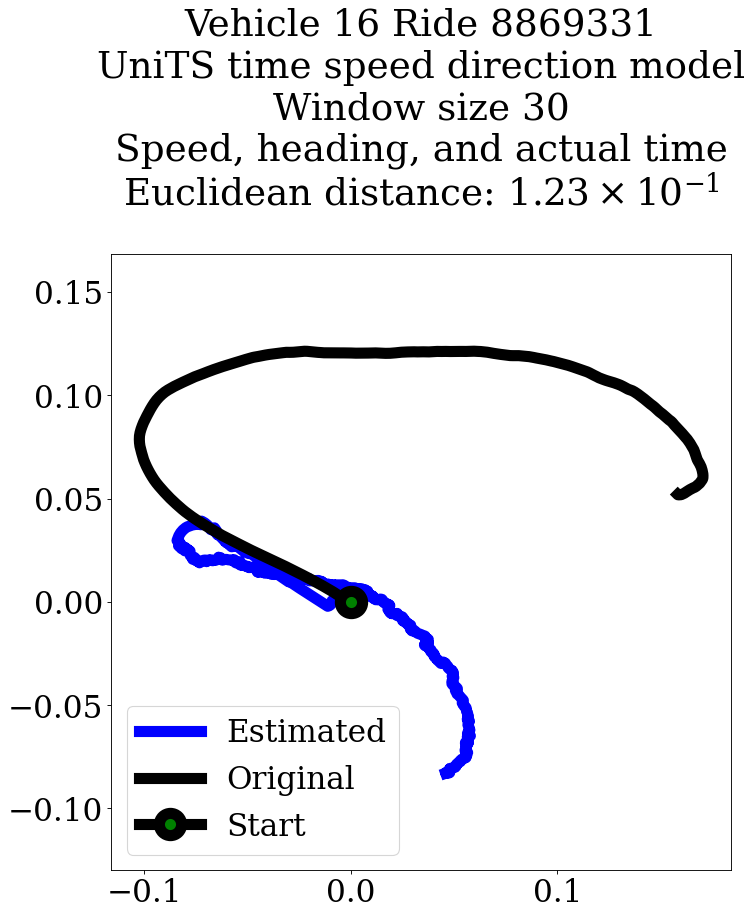 Vehicle 16 Ride 8869331
UniTS time speed direction model
Window size 30
Speed, heading, and actual time
Euclidean distance: 1.23 × 10⁻¹
0.15
0.10
0.05
0.00
−0.05
−0.10
Estimated
Original
Start
−0.1
0.0
0.1